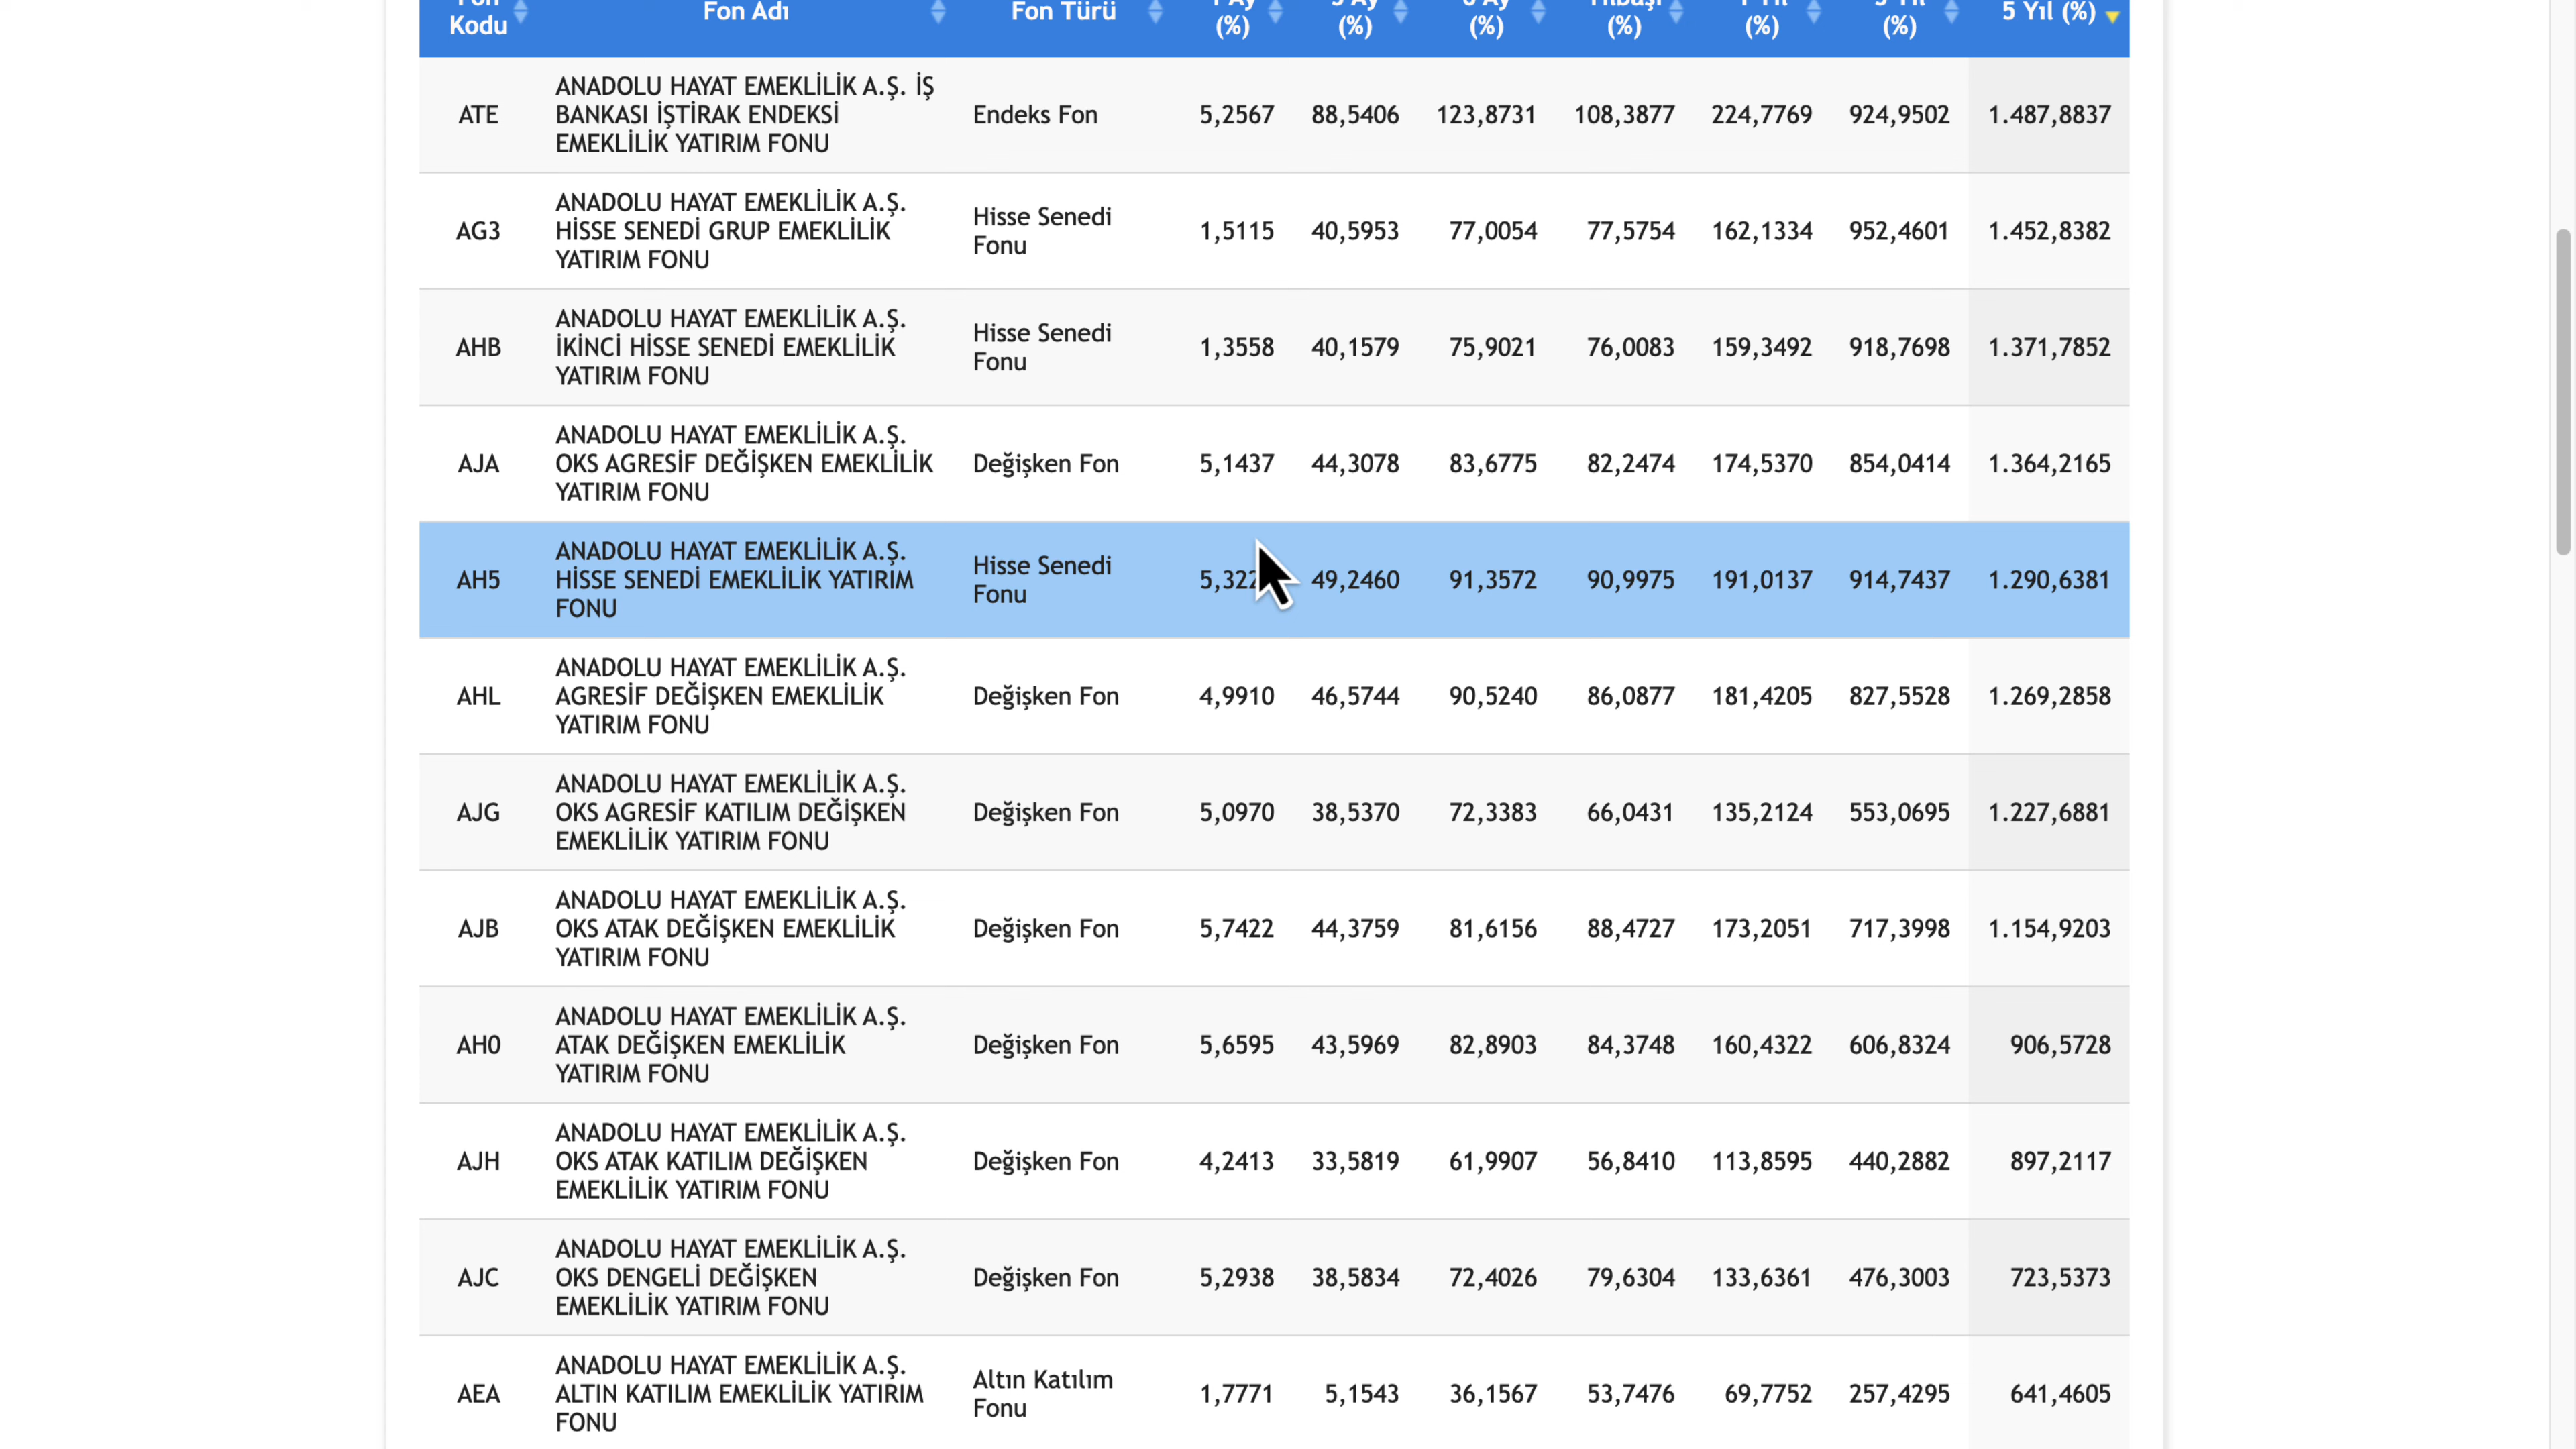 Kodu Fon Adı Fon Türü (%) (%) (%) (%) (%) (%) 5 Yıl (%)
ATE ANADOLU HAYAT EMEKLİLİK A.Ş. İŞ BANKASI İŞTİRAK ENDEKSİ EMEKLİLİK YATIRIM FONU Endeks Fon 5,2567 88,5406 123,8731 108,3877 224,7769 924,9502 1.487,8837
AG3 ANADOLU HAYAT EMEKLİLİK A.Ş. HİSSE SENEDİ GRUP EMEKLİLİK YATIRIM FONU Hisse Senedi Fonu 1,5115 40,5953 77,0054 77,5754 162,1334 952,4601 1.452,8382
AHB ANADOLU HAYAT EMEKLİLİK A.Ş. İKİNCİ HİSSE SENEDİ EMEKLİLİK YATIRIM FONU Hisse Senedi Fonu 1,3558 40,1579 75,9021 76,0083 159,3492 918,7698 1.371,7852
AJA ANADOLU HAYAT EMEKLİLİK A.Ş. OKS AGRESİF DEĞİŞKEN EMEKLİLİK YATIRIM FONU Değişken Fon 5,1437 44,3078 83,6775 82,2474 174,5370 854,0414 1.364,2165
AH5 ANADOLU HAYAT EMEKLİLİK A.Ş. HİSSE SENEDİ EMEKLİLİK YATIRIM FONU Hisse Senedi Fonu 49,2460 91,3572 90,9975 191,0137 914,7437 1.290,6381
AHL ANADOLU HAYAT EMEKLİLİK A.Ş. AGRESİF DEĞİŞKEN EMEKLİLİK YATIRIM FONU Değişken Fon 4,9910 46,5744 90,5240 86,0877 181,4205 827,5528 1.269,2858
AJG ANADOLU HAYAT EMEKLİLİK A.Ş. OKS AGRESİF KATILIM DEĞİŞKEN EMEKLİLİK YATIRIM FONU Değişken Fon 5,0970 38,5370 72,3383 66,0431 135,2124 553,0695 1.227,6881
AJB ANADOLU HAYAT EMEKLİLİK A.Ş. OKS ATAK DEĞİŞKEN EMEKLİLİK YATIRIM FONU Değişken Fon 5,7422 44,3759 81,6156 88,4727 173,2051 717,3998 1.154,9203
AH0 ANADOLU HAYAT EMEKLİLİK A.Ş. ATAK DEĞİŞKEN EMEKLİLİK YATIRIM FONU Değişken Fon 5,6595 43,5969 82,8903 84,3748 160,4322 606,8324 906,5728
AJH ANADOLU HAYAT EMEKLİLİK A.Ş. OKS ATAK KATILIM DEĞİŞKEN EMEKLİLİK YATIRIM FONU Değişken Fon 4,2413 33,5819 61,9907 56,8410 113,8595 440,2882 897,2117
AJC ANADOLU HAYAT EMEKLİLİK A.Ş. OKS DENGELİ DEĞİŞKEN EMEKLİLİK YATIRIM FONU Değişken Fon 5,2938 38,5834 72,4026 79,6304 133,6361 476,3003 723,5373
AEA ANADOLU HAYAT EMEKLİLİK A.Ş. ALTIN KATILIM EMEKLİLİK YATIRIM FONU Altın Katılım Fonu 1,7771 5,1543 36,1567 53,7476 69,7752 257,4295 641,4605